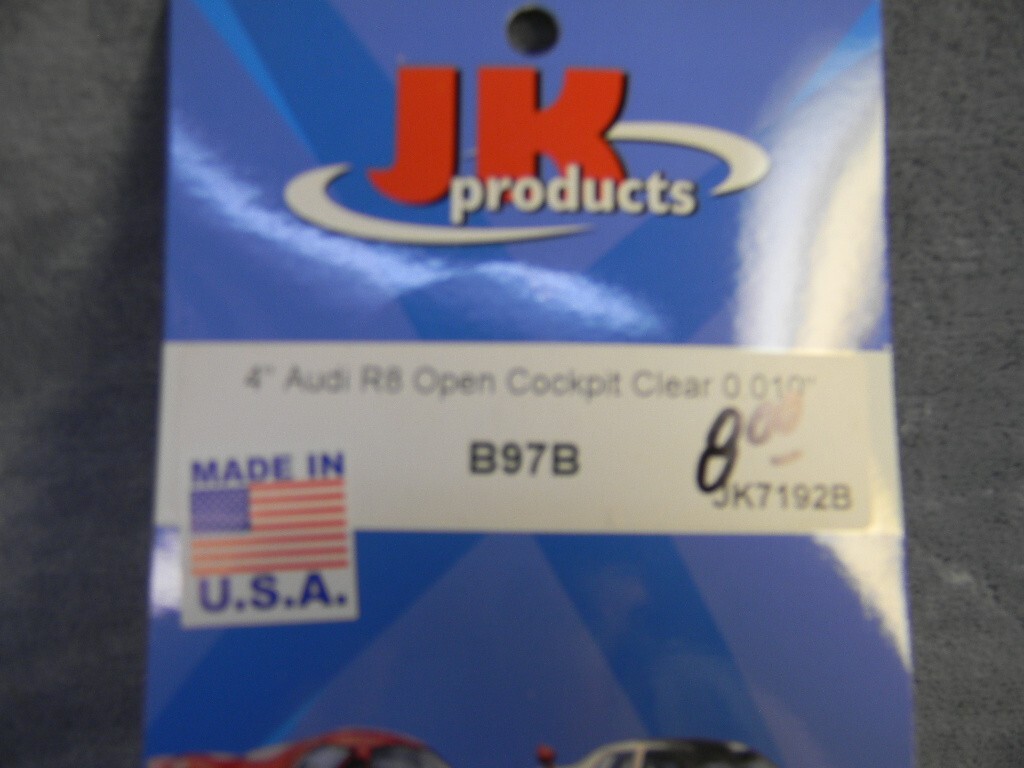 JK
products
4" Audi R8 Open Cockpit Clear 0.010"
8.00
B97B
JK7192B
MADE IN
U.S.A.